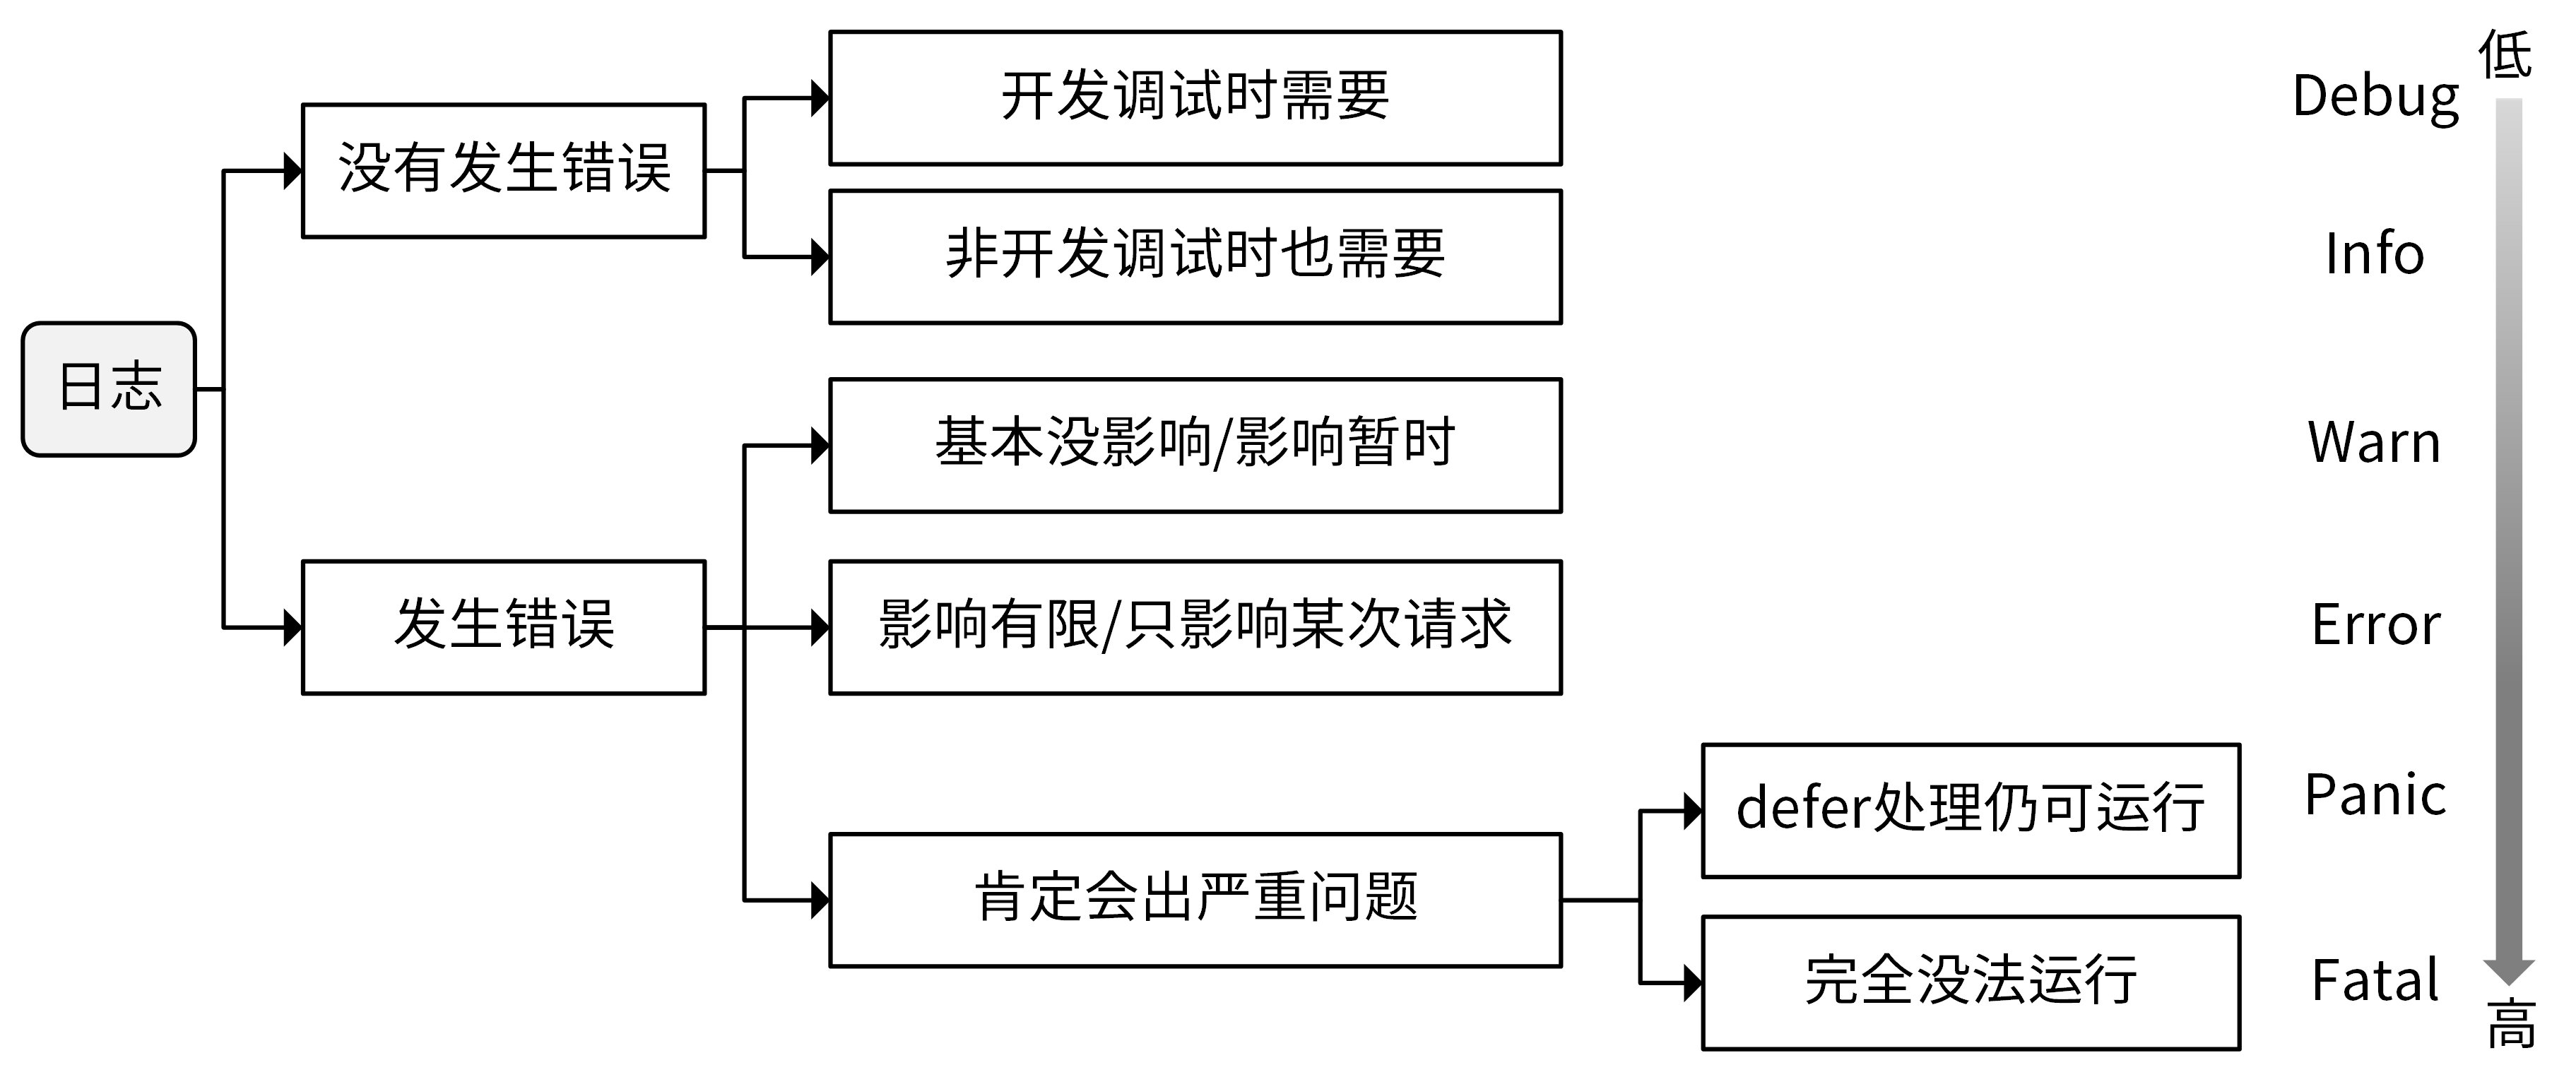 日志
没有发生错误
开发调试时需要
Debug
非开发调试时也需要
Info
发生错误
基本没影响/影响暂时
Warn
影响有限/只影响某次请求
Error
肯定会出严重问题
defer处理仍可运行
Panic
完全没法运行
Fatal
低
高